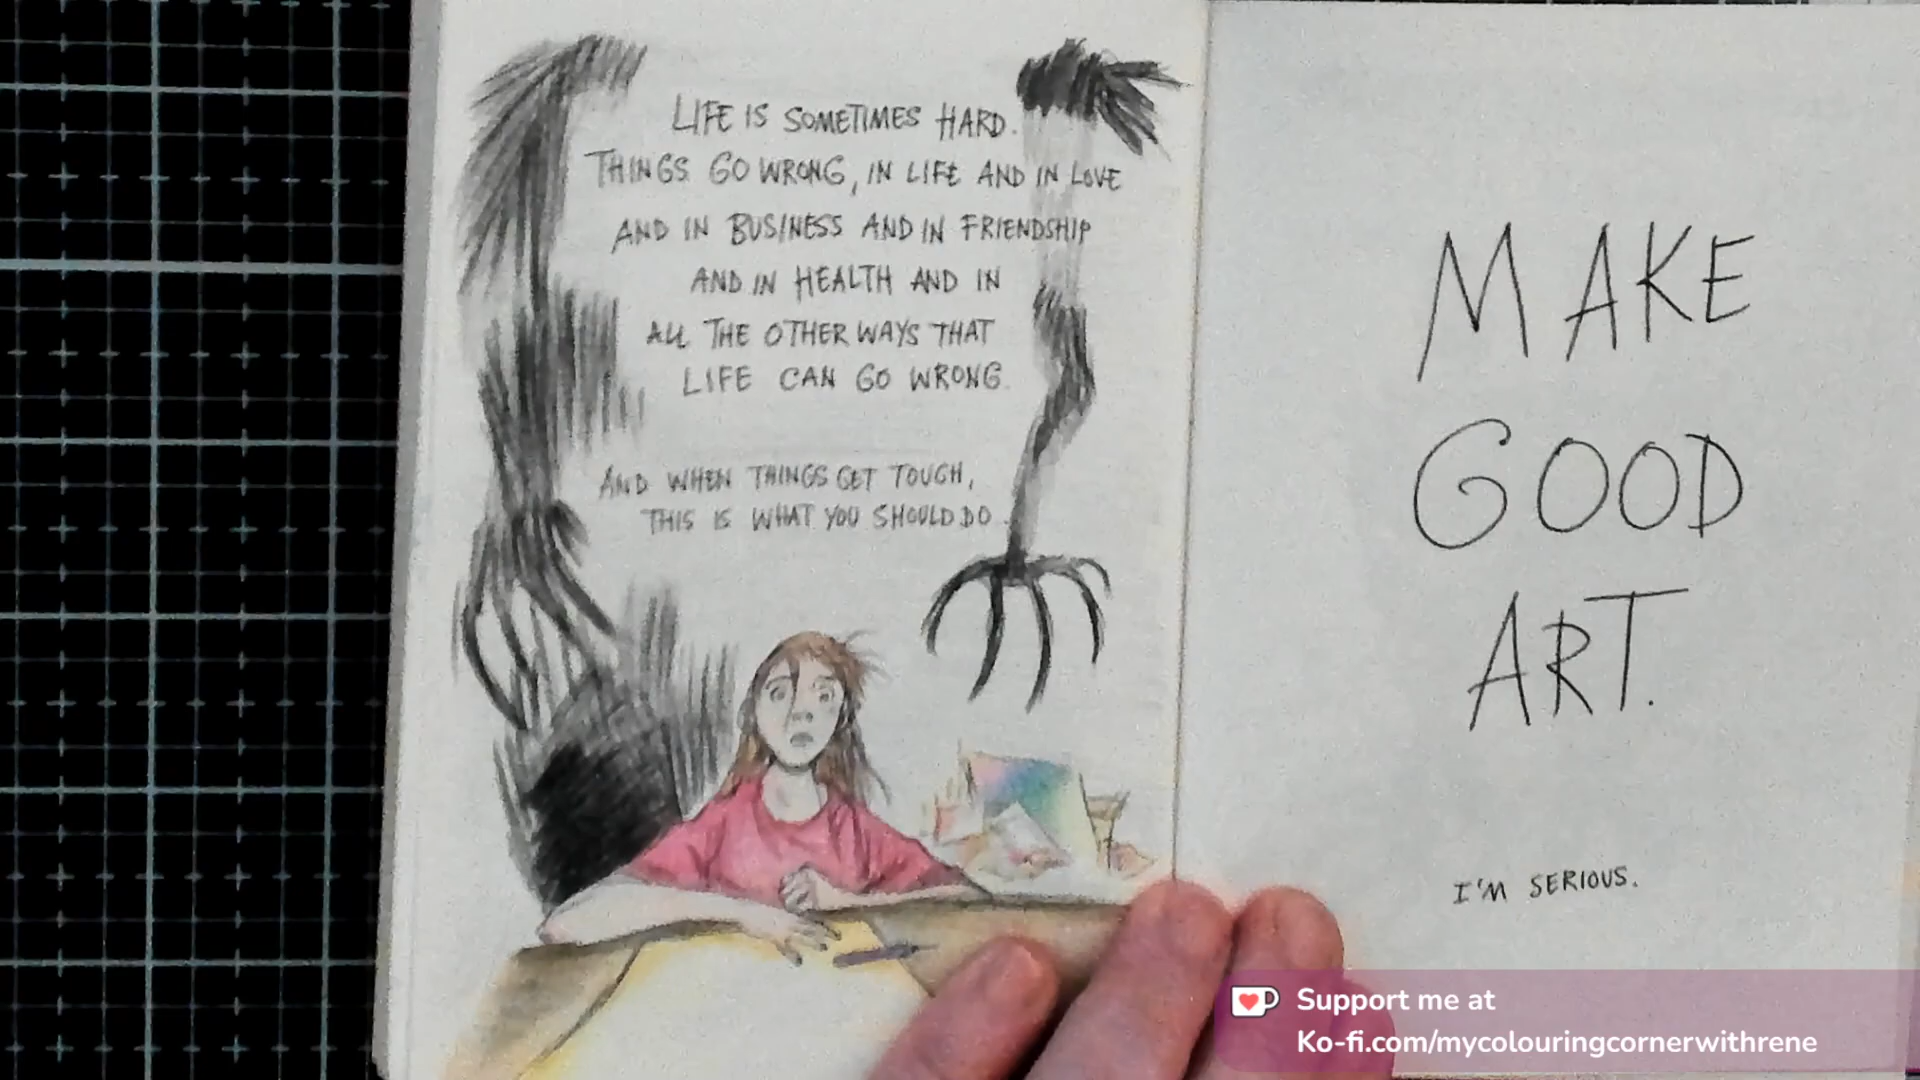 LIFE IS SOMETIMES HARD.
THINGS GO WRONG, IN LIFE AND IN LOVE
AND IN BUSINESS AND IN FRIENDSHIP
AND IN HEALTH AND IN
ALL THE OTHER WAYS THAT
LIFE CAN GO WRONG.
AND WHEN THINGS GET TOUGH,
THIS IS WHAT YOU SHOULD DO.
MAKE
GOOD
ART.
I'M SERIOUS.
Support me at
Ko-fi.com/mycolouringcornerwithrene